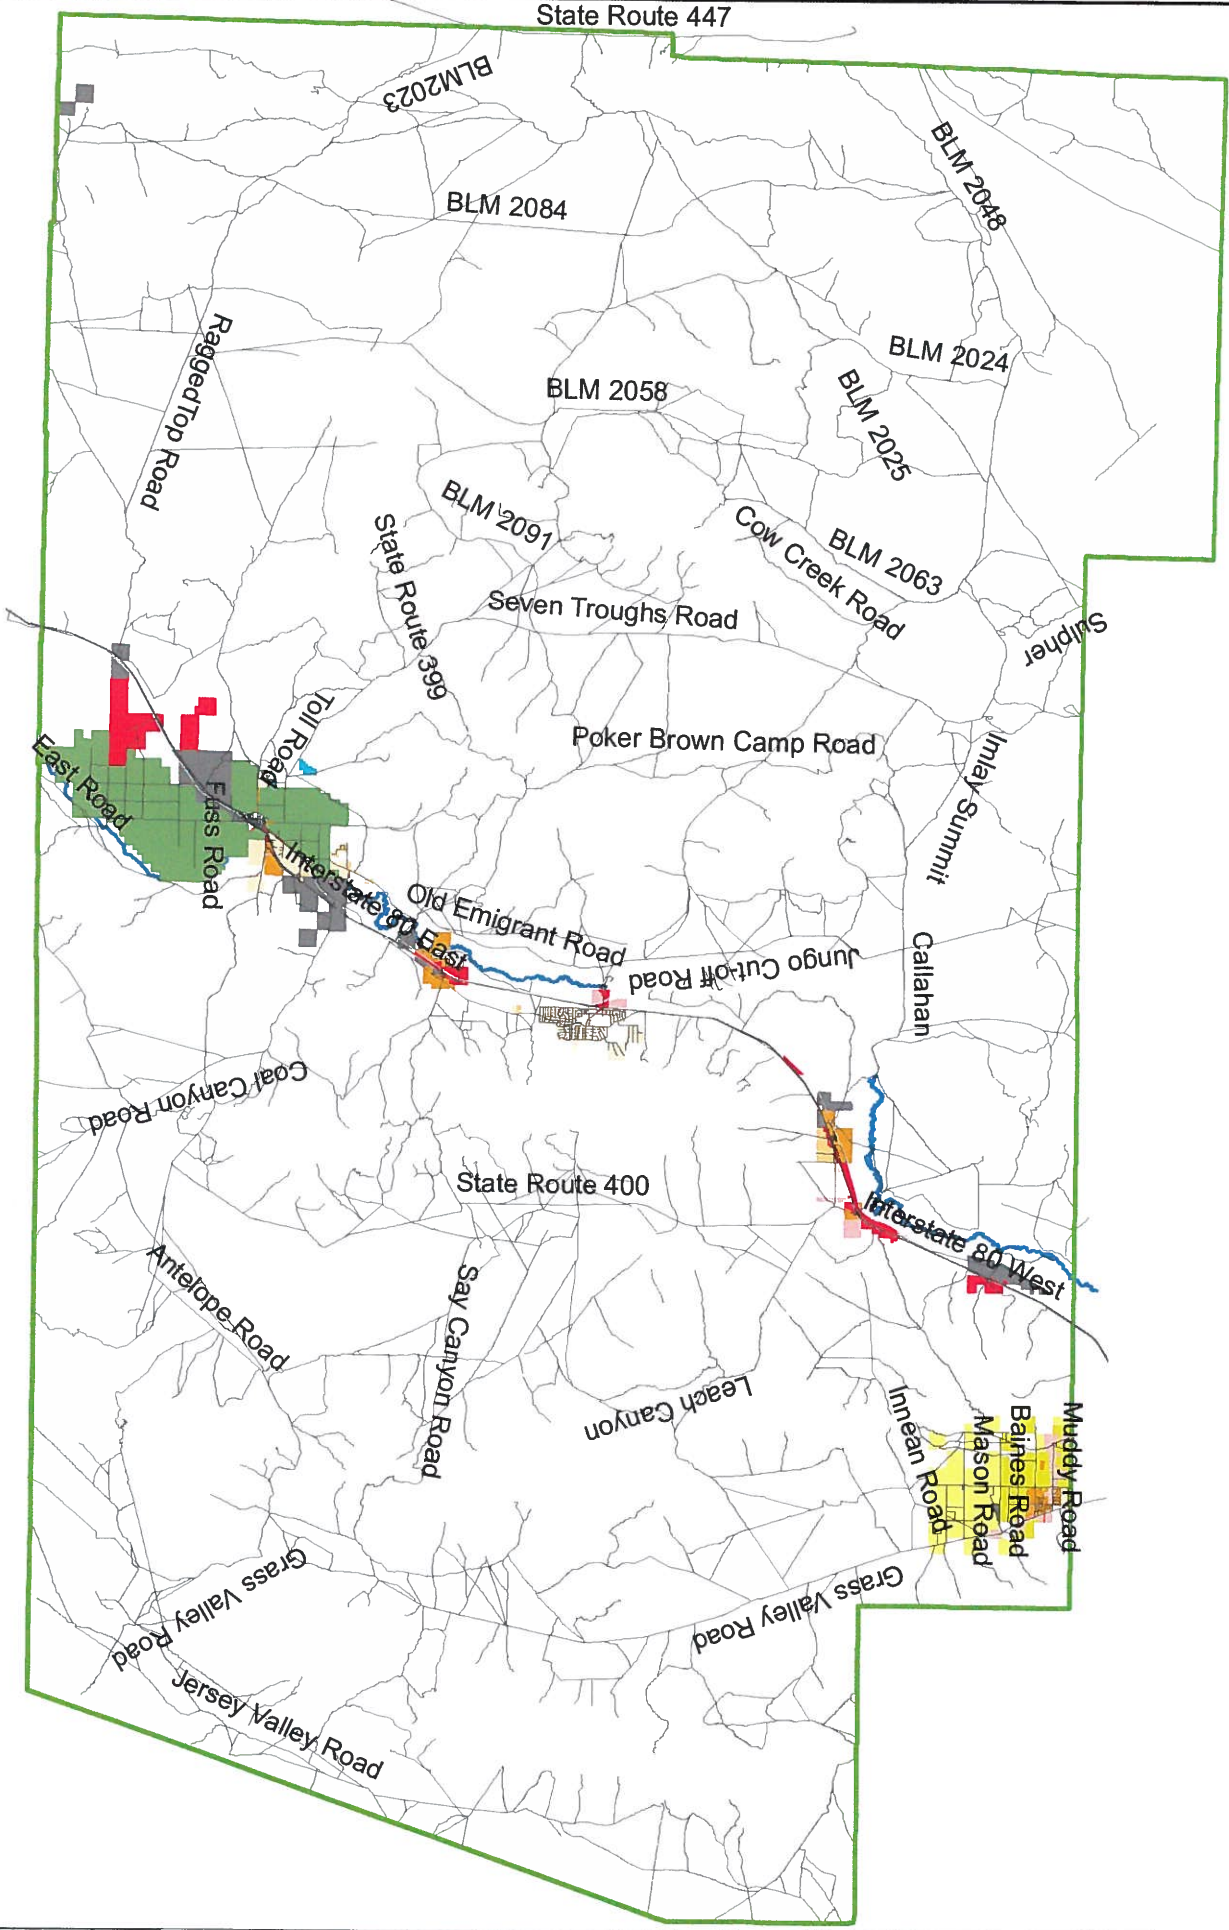 State Route 447
BLM2023
BLM 2048
BLM 2084
RaggedTop Road
BLM 2024
BLM 2058
BLM 2025
BLM 2091
State Route 399
Cow Creek Road
BLM 2063
Seven Troughs Road
Sulpher
Toll Road
Poker Brown Camp Road
Imlay Summit
East Road
Fuss Road
Interstate 80 East
Old Emigrant Road
Jungo Cut-off Road
Callahan
Coal Canyon Road
State Route 400
Interstate 80 West
Antelope Road
Say Canyon Road
Leach Canyon
Innean Road
Mason Road
Baines Road
Muddy Road
Grass Valley Road
Grass Valley Road
Jersey Valley Road